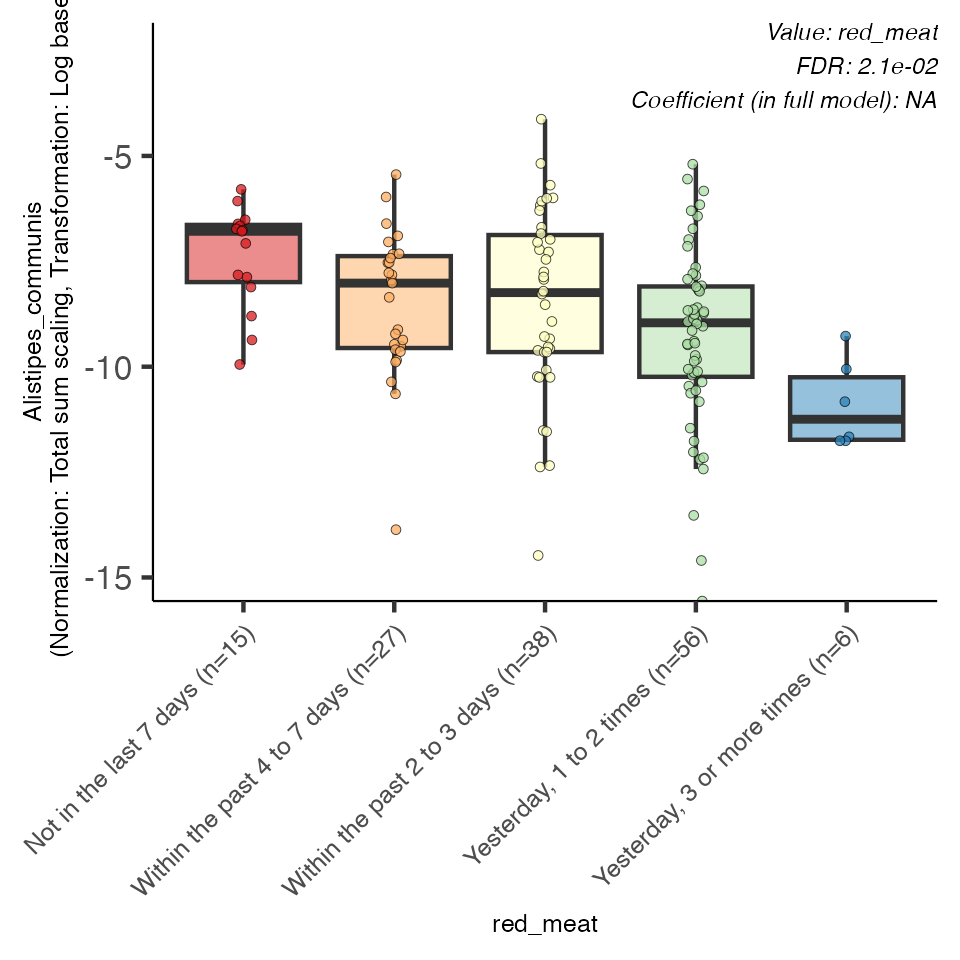 Value: red_meat
FDR: 2.1e-02
Coefficient (in full model): NA
Alistipes_communis
(Normalization: Total sum scaling, Transformation: Log base
-5
-10
-15
Not in the last 7 days (n=15)
Within the past 4 to 7 days (n=27)
Within the past 2 to 3 days (n=38)
Yesterday, 1 to 2 times (n=56)
Yesterday, 3 or more times (n=6)
red_meat